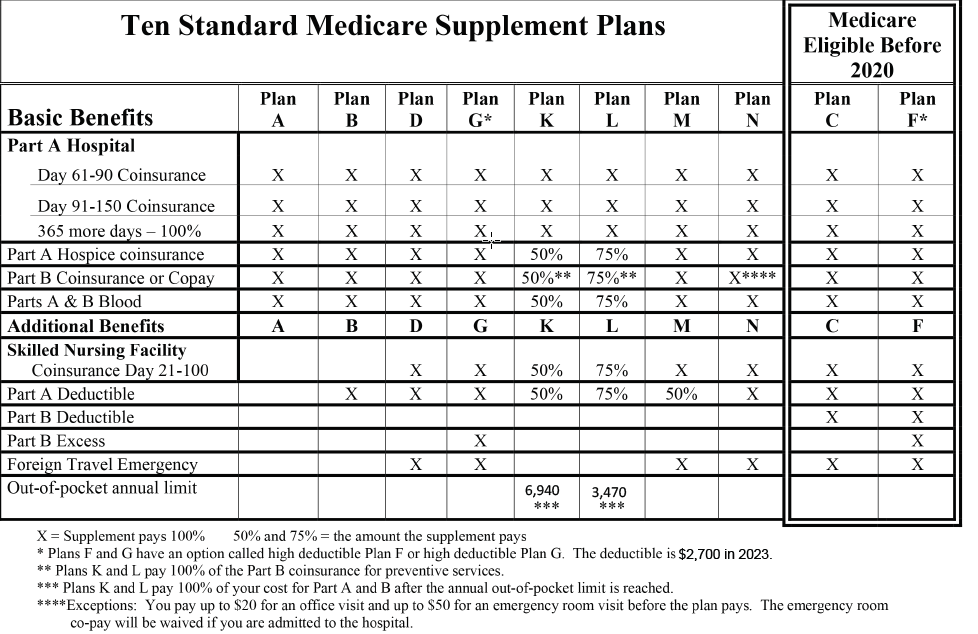 Ten Standard Medicare Supplement Plans
Medicare
Eligible Before
2020
Basic Benefits Plan A Plan B Plan D Plan G* Plan K Plan L Plan M Plan N Plan C Plan F*
Part A Hospital
Day 61-90 Coinsurance X X X X X X X X X X
Day 91-150 Coinsurance X X X X X X X X X X
365 more days – 100% X X X X X X X X X X
Part A Hospice coinsurance X X X X 50% 75% X X X X
Part B Coinsurance or Copay X X X X 50%** 75%** X X**** X X
Parts A & B Blood X X X X 50% 75% X X X X
Additional Benefits A B D G K L M N C F
Skilled Nursing Facility
Coinsurance Day 21-100 X X 50% 75% X X X X
Part A Deductible X X X 50% 75% 50% X X X
Part B Deductible X X
Part B Excess X X
Foreign Travel Emergency X X X X X X
Out-of-pocket annual limit 6,940 3,470
*** ***
X = Supplement pays 100% 50% and 75% = the amount the supplement pays
* Plans F and G have an option called high deductible Plan F or high deductible Plan G. The deductible is $2,700 in 2023.
** Plans K and L pay 100% of the Part B coinsurance for preventive services.
*** Plans K and L pay 100% of your cost for Part A and B after the annual out-of-pocket limit is reached.
****Exceptions: You pay up to $20 for an office visit and up to $50 for an emergency room visit before the plan pays. The emergency room
co-pay will be waived if you are admitted to the hospital.